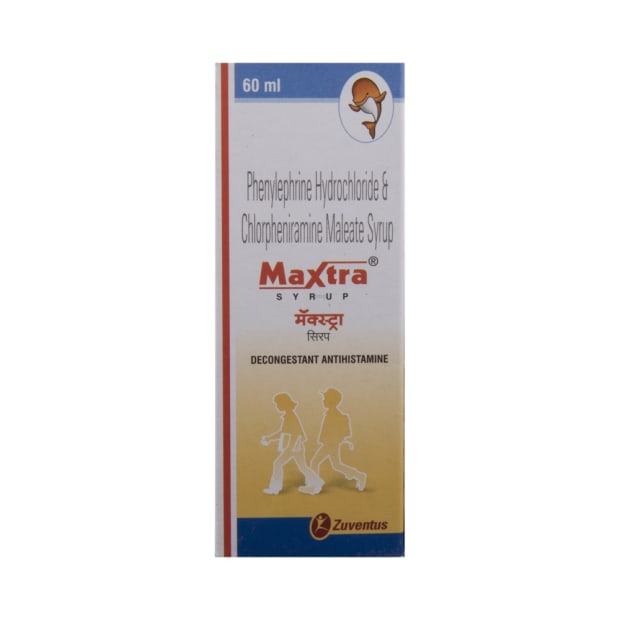 60 ml
Phenylephrine Hydrochloride &
Chlorpheniramine Maleate Syrup
MaXtra®
SYRUP
मॅक्स्ट्रा
सिरप
DECONGESTANT ANTIHISTAMINE
Zuventus